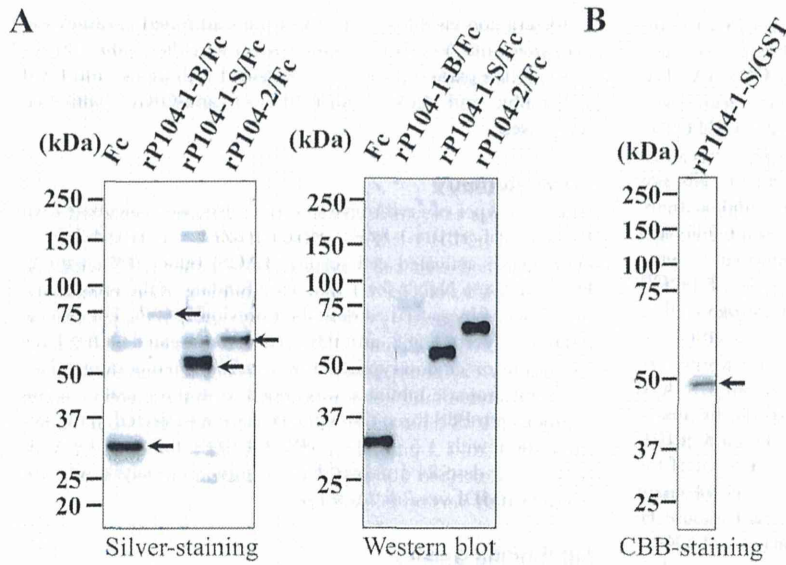 A
B
(kDa)
Fc
rP104-1-B/Fc
rP104-1-S/Fc
rP104-2/Fc
250
150
100
75
50
37
25
20
Silver-staining
(kDa)
Fc
rP104-1-B/Fc
rP104-1-S/Fc
rP104-2/Fc
250
150
100
75
50
37
25
Western blot
(kDa)
rP104-1-S/GST
250
150
100
75
50
37
25
CBB-staining